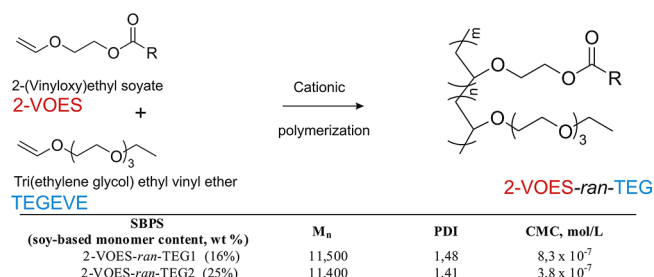 O
O
O
R
2-(Vinyloxy)ethyl soyate
2-VOES
+
O
O
3
Tri(ethylene glycol) ethyl vinyl ether
TEGEVE
Cationic
polymerization
m
O
O
O
R
n
O
O
3
2-VOES-ran-TEG
SBPS
(soy-based monomer content, wt %)
Mn
PDI
CMC, mol/L
2-VOES-ran-TEG1 (16%) 11,500 1,48 8,3 x 10-7
2-VOES-ran-TEG2 (25%) 11,400 1,41 3,8 x 10-7